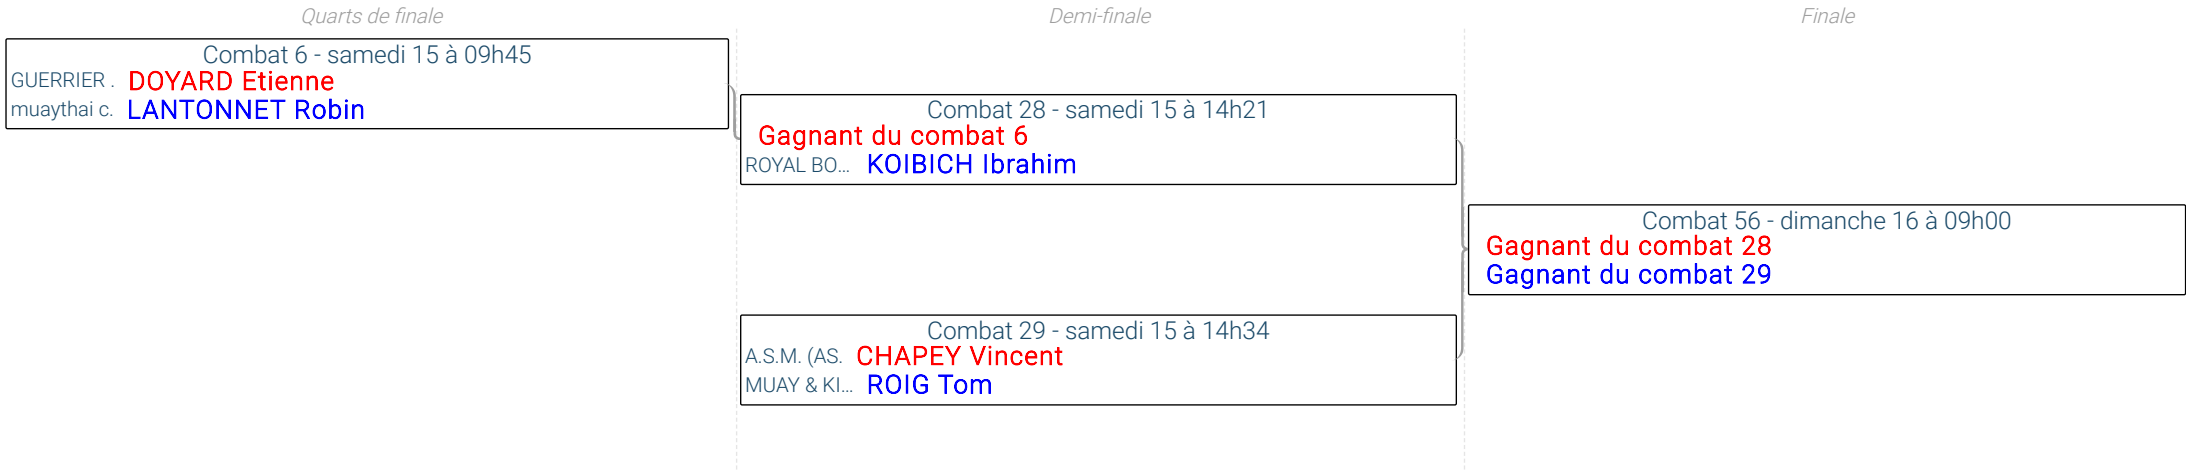 Quarts de finale
Demi-finale
Finale
Combat 6 - samedi 15 à 09h45
GUERRIER . DOYARD Etienne
muaythai c. LANTONNET Robin
Combat 28 - samedi 15 à 14h21
Gagnant du combat 6
ROYAL BO... KOIBICH Ibrahim
Combat 56 - dimanche 16 à 09h00
Gagnant du combat 28
Gagnant du combat 29
Combat 29 - samedi 15 à 14h34
A.S.M. (AS. CHAPEY Vincent
MUAY & KI... ROIG Tom